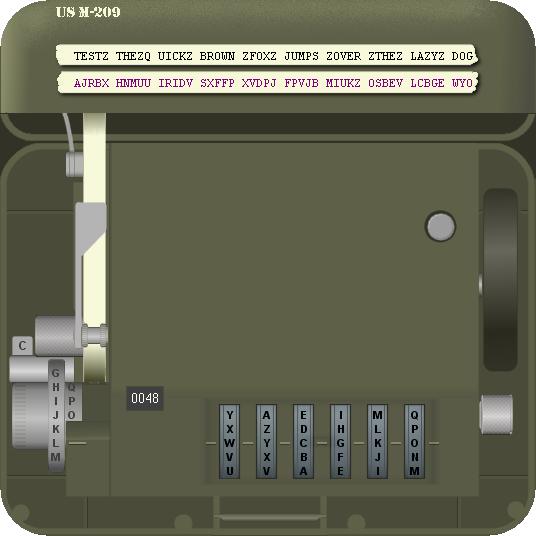 US M-209
TESTZ THEZQ UICKZ BROWN ZFOXZ JUMPS ZOVER ZTHEZ LAZYZ DOG
AJRBX HNMUU IRIDV SXFFP XVDPJ FPVJB MIUKZ OSBEV LCBGE WYO
C
G
H
I
J
K
L
M
Q
P
O
0048
Y A E I M Q
X Z D H L P
W Y C G K O
V X B F J N
U V A E I M